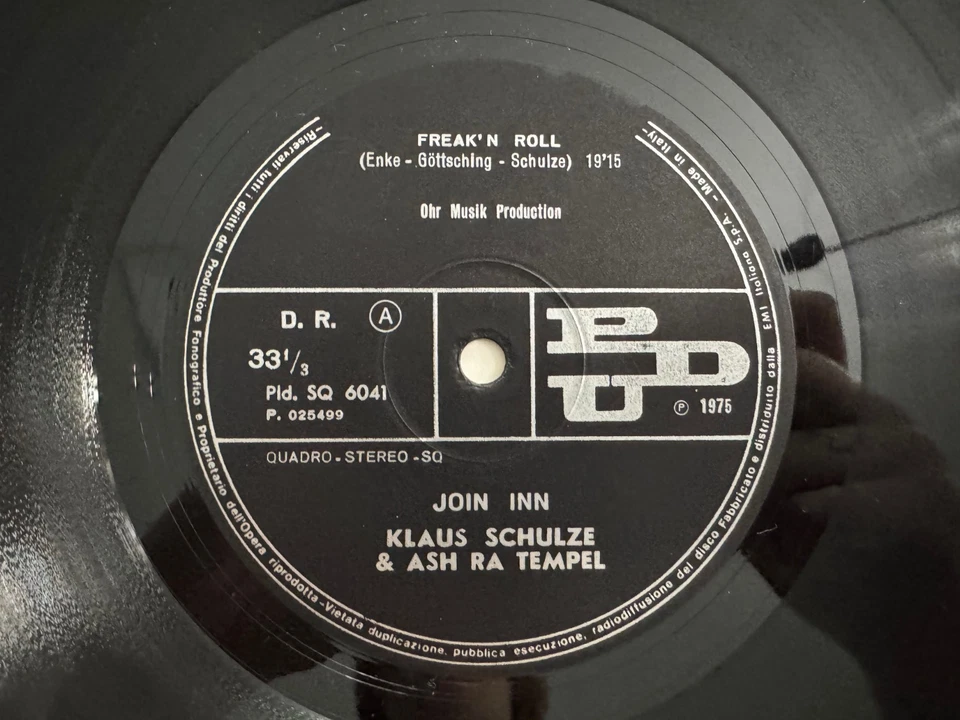 FREAK'N ROLL
(Enke - Göttsching - Schulze) 19'15
Ohr Musik Production
D. R. A
33 1/3
Pld. SQ 6041
P. 025499
PDU
℗ 1975
QUADRO - STEREO - SQ
JOIN INN
KLAUS SCHULZE
& ASH RA TEMPEL
-Riservati tutti i diritti del Produttore Fonografico e Proprietario dell'Opera riprodotta - Vietata duplicazione, pubblica esecuzione, radiodiffusione del disco Fabbricato e distribuito dalla EMI Italiana S.p.A. - Made in Italy-